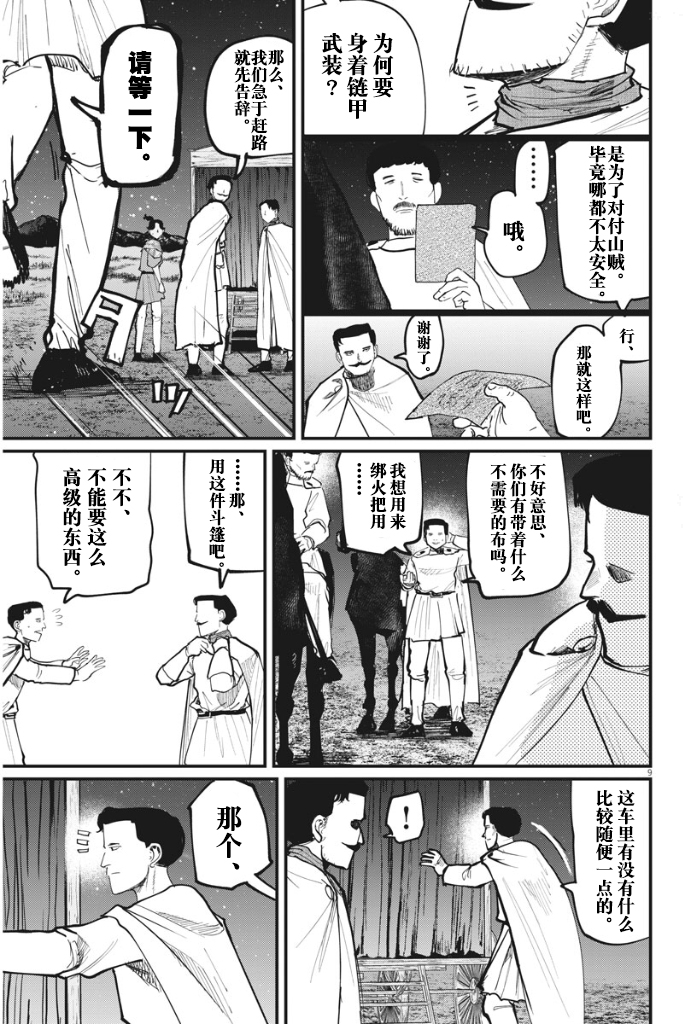 为何要
身着链甲
武装？
是为了对付山贼。
毕竟哪都不太安全。
……
哦。
行、
那就这样吧。
谢谢了。
那么、
我们急于赶路
就先告辞。
请等一下。
不好意思、
你们有带着什么
不需要的布吗。
我想用来
绑火把用
……
……那、
用这件斗篷吧。
不不、
不能要这么
高级的东西。
9
这车里有没有什么
比较随便一点的。
！
那个、